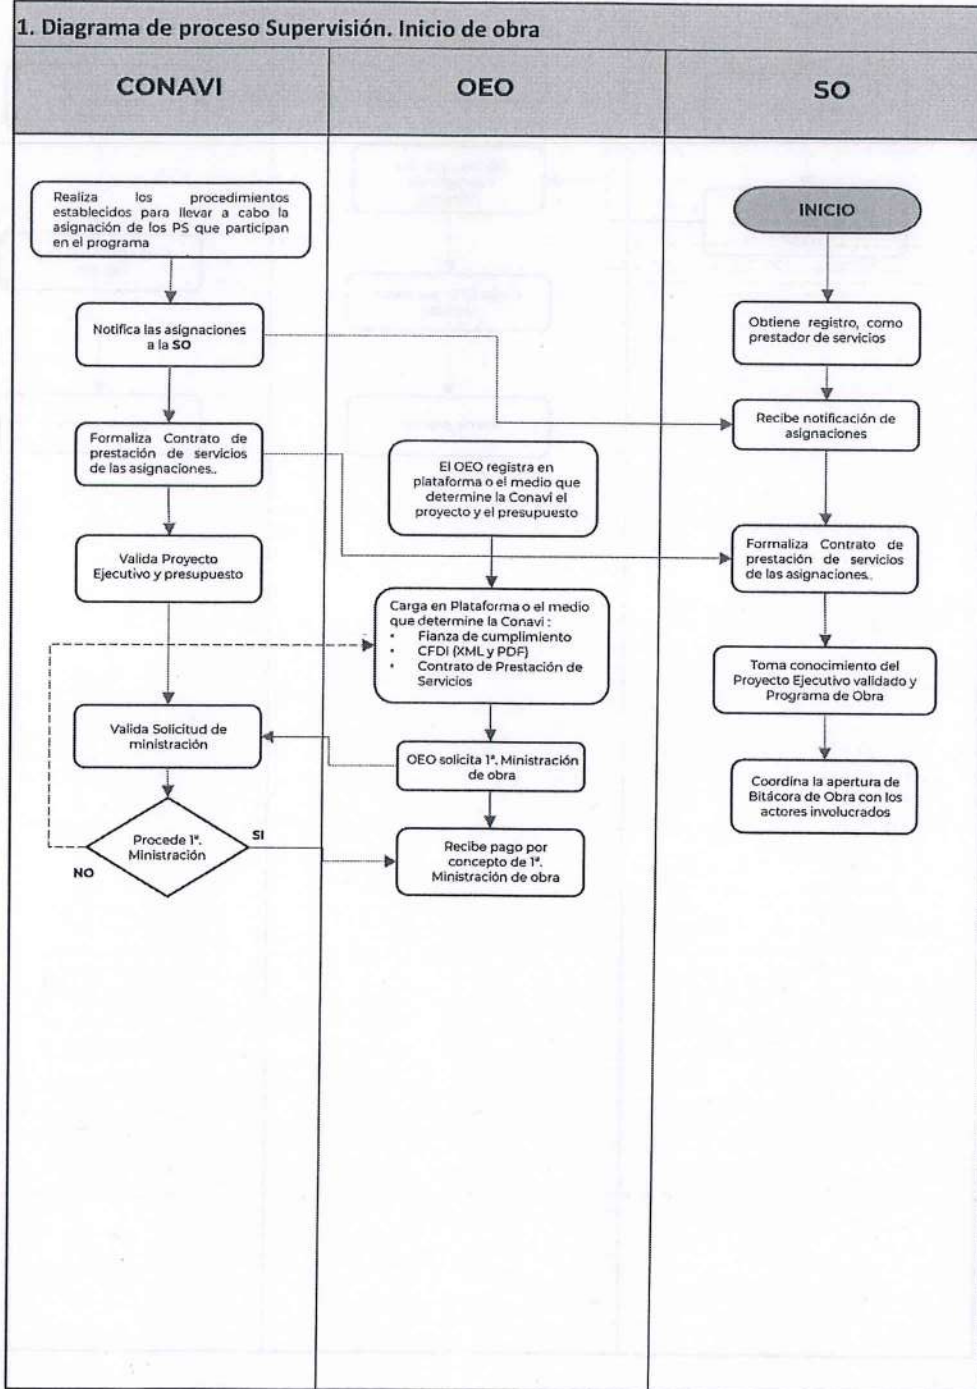 1. Diagrama de proceso Supervisión. Inicio de obra
CONAVI
OEO
SO
Realiza los procedimientos
establecidos para llevar a cabo la
asignación de los PS que participan
en el programa
Notifica las asignaciones
a la SO
Formaliza Contrato de
prestación de servicios
de las asignaciones..
Valida Proyecto
Ejecutivo y presupuesto
Valida Solicitud de
ministración
Procede 1ª.
Ministración
SI
NO
El OEO registra en
plataforma o el medio que
determine la Conavi el
proyecto y el presupuesto
Carga en Plataforma o el medio
que determine la Conavi :
• Fianza de cumplimiento
• CFDI (XML y PDF)
• Contrato de Prestación de
Servicios
OEO solicita 1ª. Ministración
de obra
Recibe pago por
concepto de 1ª.
Ministración de obra
INICIO
Obtiene registro, como
prestador de servicios
Recibe notificación de
asignaciones
Formaliza Contrato de
prestación de servicios
de las asignaciones..
Toma conocimiento del
Proyecto Ejecutivo validado y
Programa de Obra
Coordina la apertura de
Bitácora de Obra con los
actores involucrados